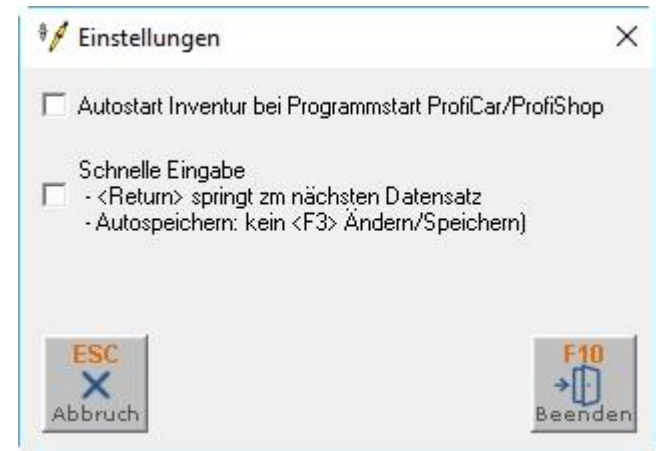 Einstellungen
Autostart Inventur bei Programmstart ProfiCar/ProfiShop
Schnelle Eingabe
- <Return> springt zm nächsten Datensatz
- Autospeichern: kein <F3> Ändern/Speichern)
ESC
Abbruch
F10
Beenden